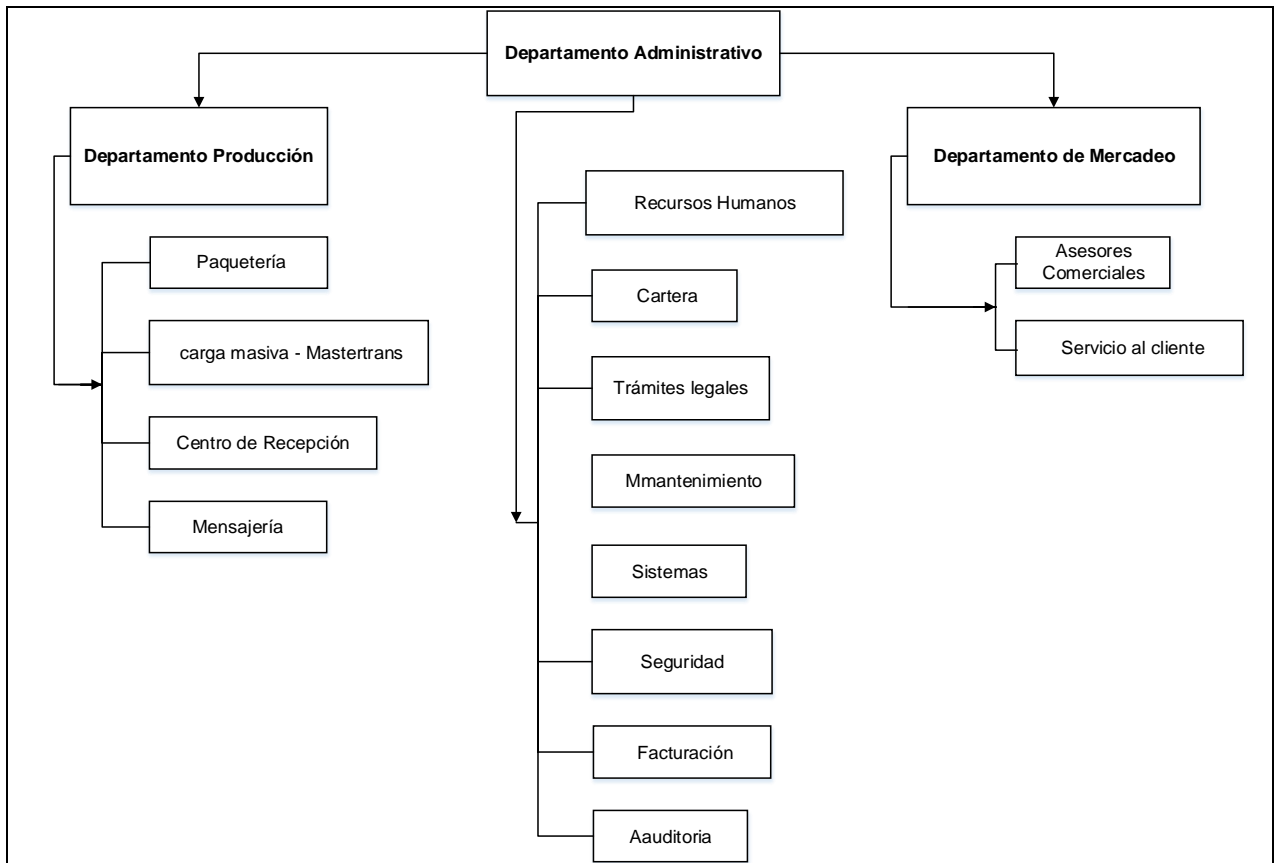 Departamento Administrativo
Departamento Producción
Departamento de Mercadeo
Paquetería
carga masiva - Mastertrans
Centro de Recepción
Mensajería
Recursos Humanos
Cartera
Trámites legales
Mmantenimiento
Sistemas
Seguridad
Facturación
Aauditoria
Asesores
Comerciales
Servicio al cliente